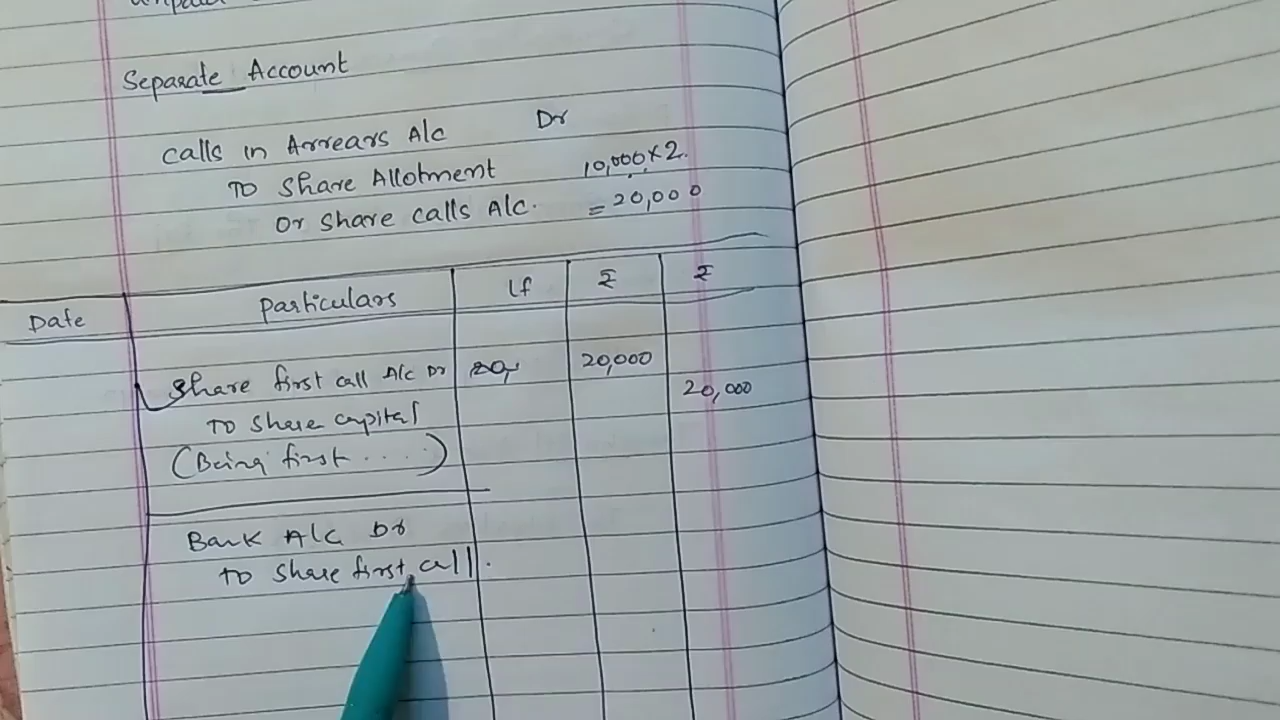 Separate Account
Calls in Arrears A/c Dr
To Share Allotment 10,000×2.
Or Share calls A/c. = 20,000
Date Particulars Lf ₹ ₹
Share first call A/c Dr 20,000
To Share capital 20,000
(Being first ....)
Bank A/c Dr
To Share first call.